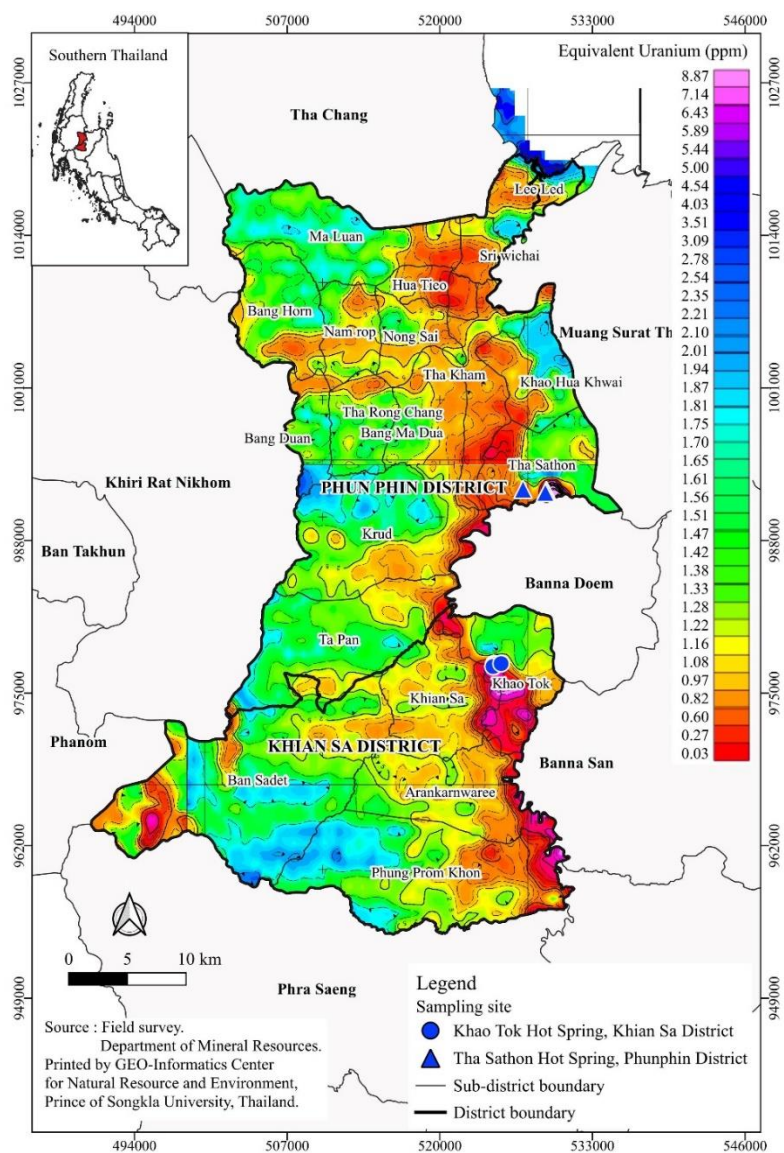 494000 507000 520000 533000 546000
Southern Thailand
Equivalent Uranium (ppm)
1027000 1014000 1001000 988000 975000 962000 949000
8.87
7.14
6.43
5.89
5.44
5.00
4.54
4.03
3.51
3.09
2.78
2.54
2.35
2.21
2.10
2.01
1.94
1.87
1.81
1.75
1.70
1.65
1.61
1.56
1.51
1.47
1.42
1.38
1.33
1.28
1.22
1.16
1.08
0.97
0.82
0.60
0.27
0.03
Tha Chang
Lee Led
Ma Luan
Sri wichai
Hua Tieo
Bang Horn
Nam rop
Nong Sai
Muang Surat Th
Tha Kham
Khao Hua Khwai
Tha Rong Chang
Bang Duan
Bang Ma Dua
Tha Sathon
Khiri Rat Nikhom
PHUN PHIN DISTRICT
Krud
Ban Takhun
Banna Doem
Ta Pan
Khao Tok
Khian Sa
Phanom
KHIAN SA DISTRICT
Banna San
Ban Sadet
Arankarnwaree
Phung Prom Khon
0 5 10 km
Phra Saeng
Legend
Sampling site
Khao Tok Hot Spring, Khian Sa District
Tha Sathon Hot Spring, Phunphin District
Sub-district boundary
District boundary
Source : Field survey.
Department of Mineral Resources.
Printed by GEO-Informatics Center
for Natural Resource and Environment,
Prince of Songkla University, Thailand.
494000 507000 520000 533000 546000